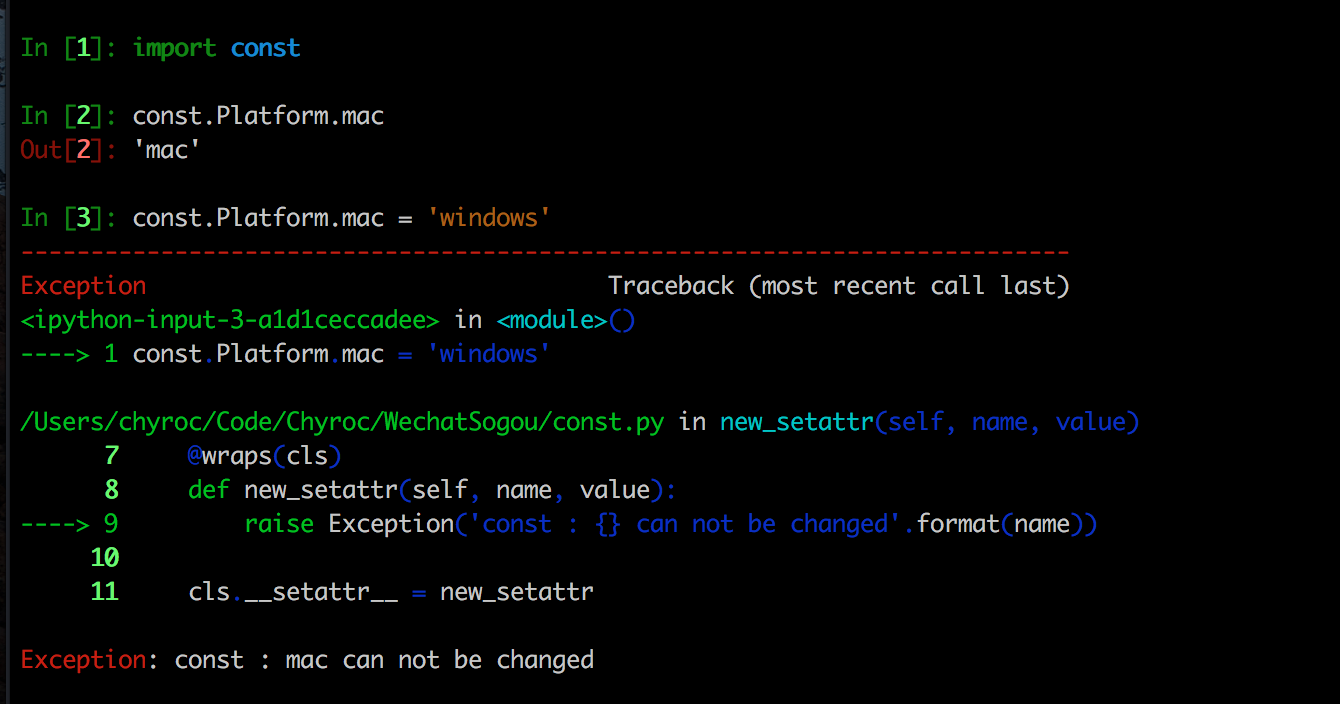 In [1]: import const
In [2]: const.Platform.mac
Out[2]: 'mac'
In [3]: const.Platform.mac = 'windows'
---------------------------------------------------------------------------
Exception                                 Traceback (most recent call last)
<ipython-input-3-a1d1ceccadee> in <module>()
----> 1 const.Platform.mac = 'windows'
/Users/chyroc/Code/Chyroc/WechatSogou/const.py in new_setattr(self, name, value)
      7     @wraps(cls)
      8     def new_setattr(self, name, value):
----> 9         raise Exception('const : {} can not be changed'.format(name))
     10
     11     cls.__setattr__ = new_setattr
Exception: const : mac can not be changed